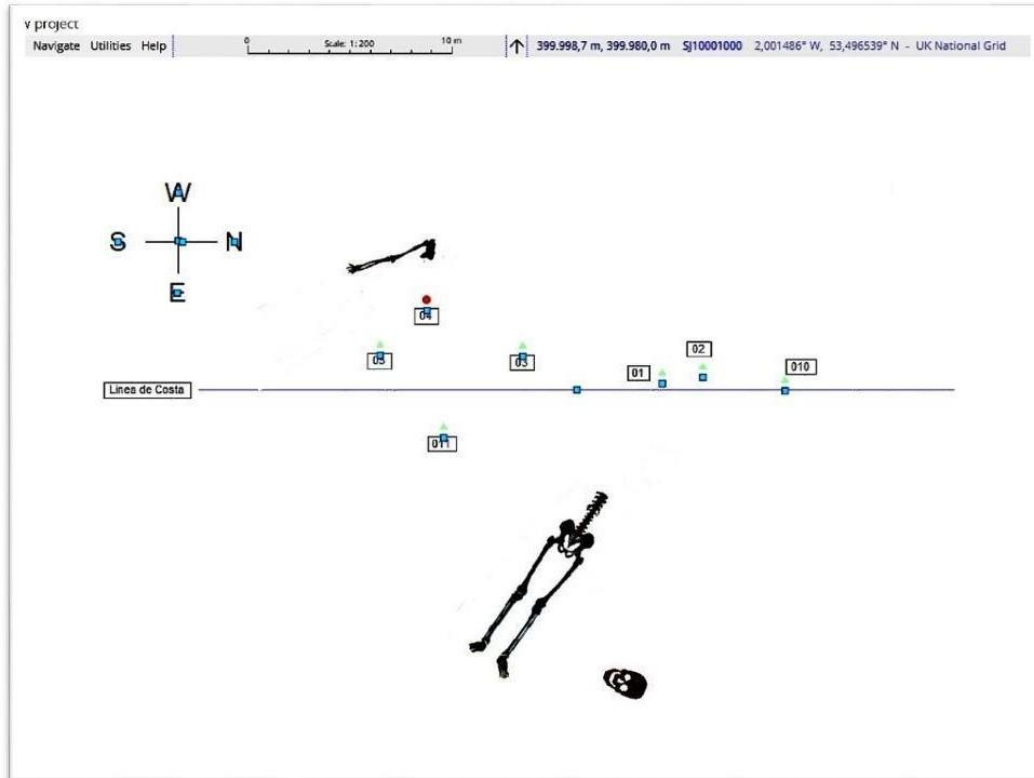 v project
Navigate Utilities Help 0 Scale: 1:200 10 m 399.998,7 m, 399.980,0 m SJ10001000 2,001486° W, 53,496539° N - UK National Grid
W
S N
E
04
02
03 03 01 010
Linea de Costa
011